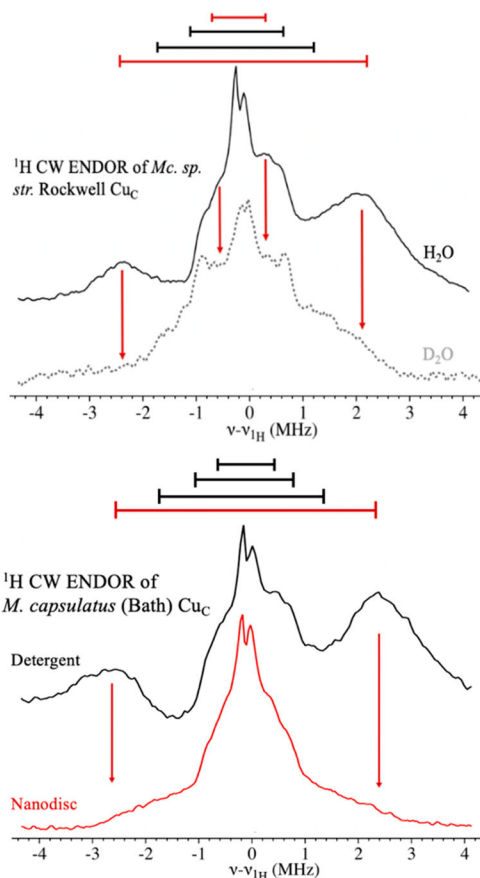 ¹H CW ENDOR of Mc. sp.
str. Rockwell Cu_C
H₂O
D₂O
-4 -3 -2 -1 0 1 2 3 4
ν-ν₁H (MHz)
¹H CW ENDOR of
M. capsulatus (Bath) Cu_C
Detergent
Nanodisc
-4 -3 -2 -1 0 1 2 3 4
ν-ν₁H (MHz)